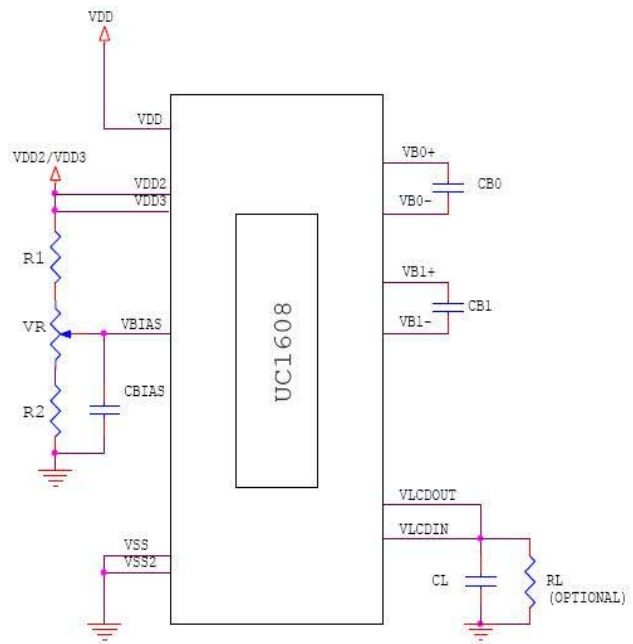 VDD
VDD
VDD2/VDD3
VDD2
VDD3
R1
VR
VBIAS
CBIAS
R2
VSS
VSS2
UC1608
VB0+
CB0
VB0-
VB1+
CB1
VB1-
VLCDOUT
VLCDIN
CL
RL
(OPTIONAL)